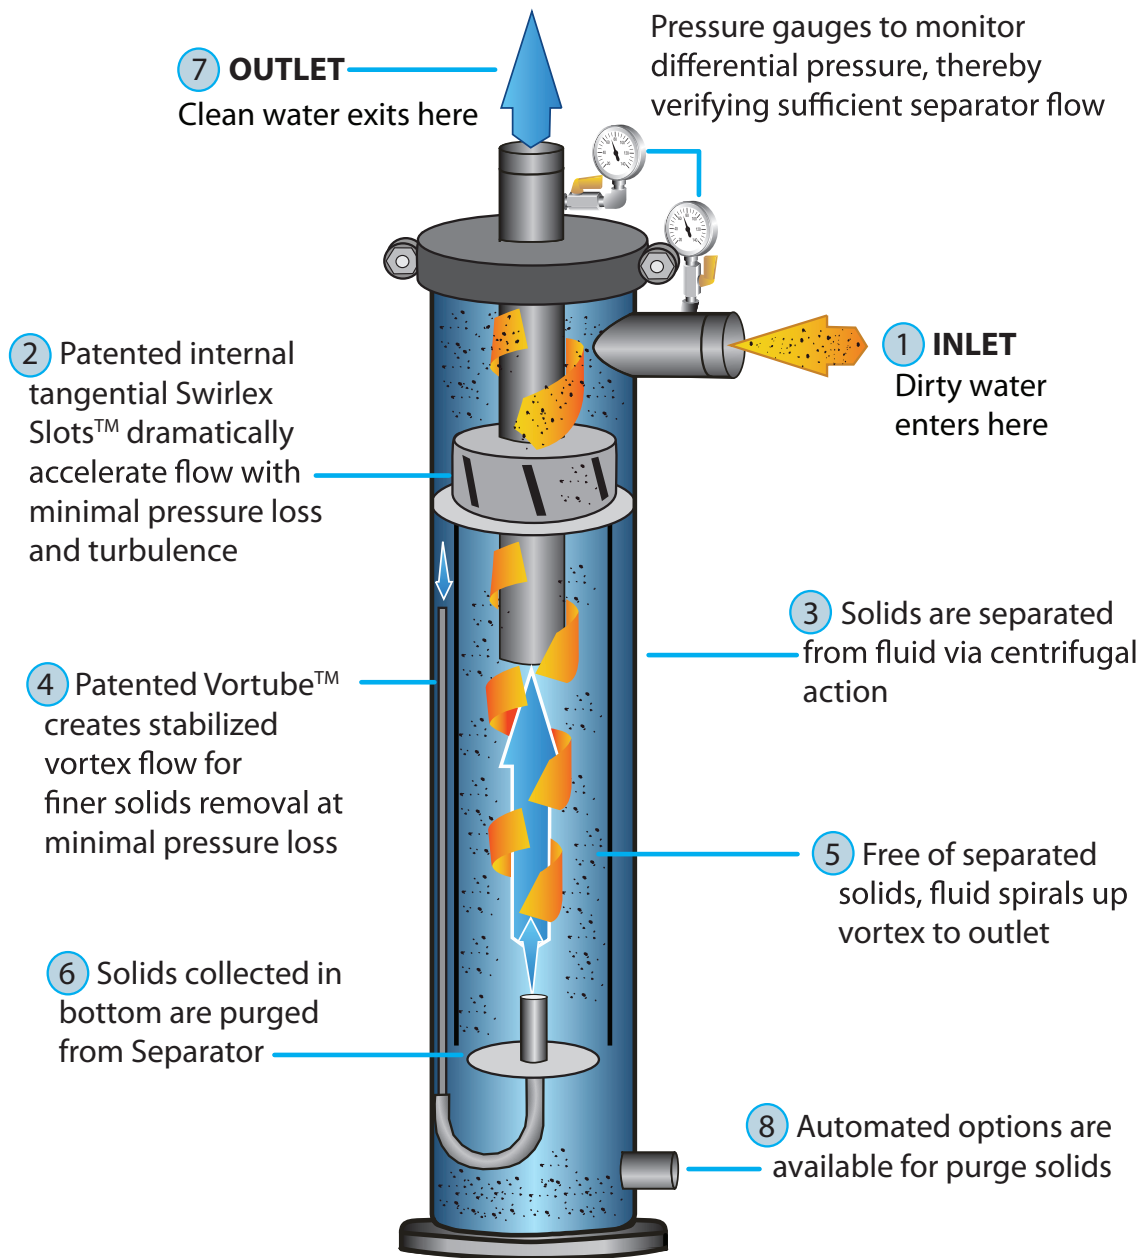 7 OUTLET
Clean water exits here
Pressure gauges to monitor
differential pressure, thereby
verifying sufficient separator flow
1 INLET
Dirty water
enters here
2 Patented internal
tangential Swirlex
Slots™ dramatically
accelerate flow with
minimal pressure loss
and turbulence
3 Solids are separated
from fluid via centrifugal
action
4 Patented Vortube™
creates stabilized
vortex flow for
finer solids removal at
minimal pressure loss
5 Free of separated
solids, fluid spirals up
vortex to outlet
6 Solids collected in
bottom are purged
from Separator
8 Automated options are
available for purge solids